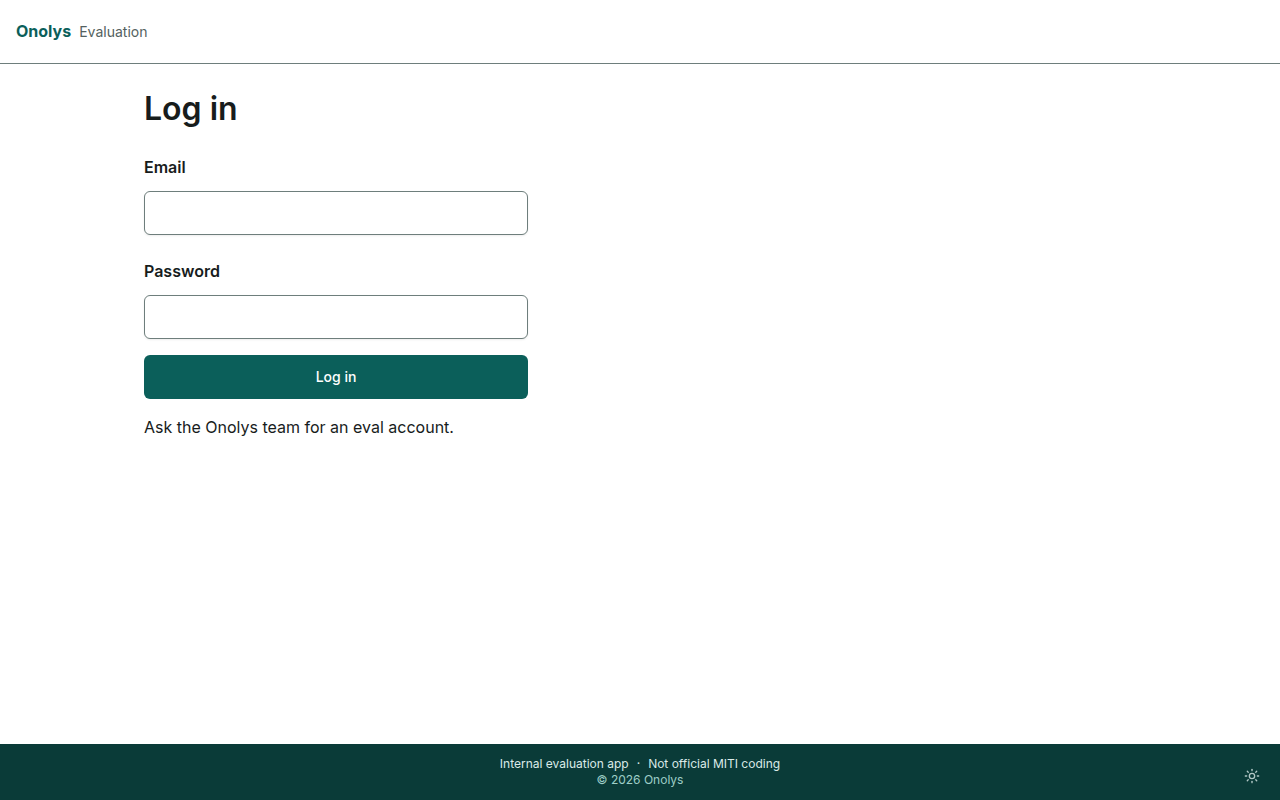 Onolys Evaluation
Log in
Email
Password
Log in
Ask the Onolys team for an eval account.
Internal evaluation app · Not official MITI coding
© 2026 Onolys